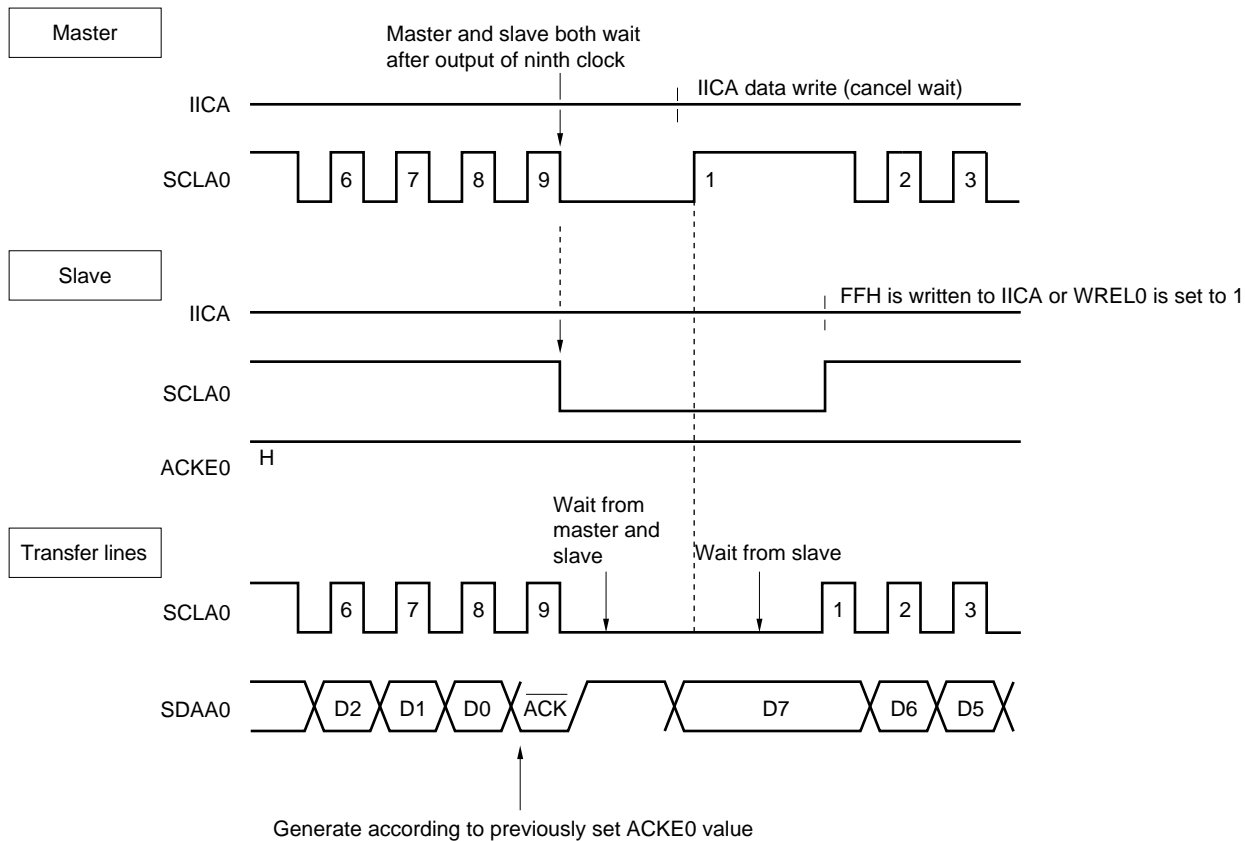 Master
Master and slave both wait
after output of ninth clock
IICA
IICA data write (cancel wait)
SCLA0
6 7 8 9 1 2 3
Slave
IICA
FFH is written to IICA or WREL0 is set to 1
SCLA0
ACKE0
H
Transfer lines
Wait from
master and
slave
Wait from slave
SCLA0
6 7 8 9 1 2 3
SDAA0
D2 D1 D0 ACK D7 D6 D5
Generate according to previously set ACKE0 value